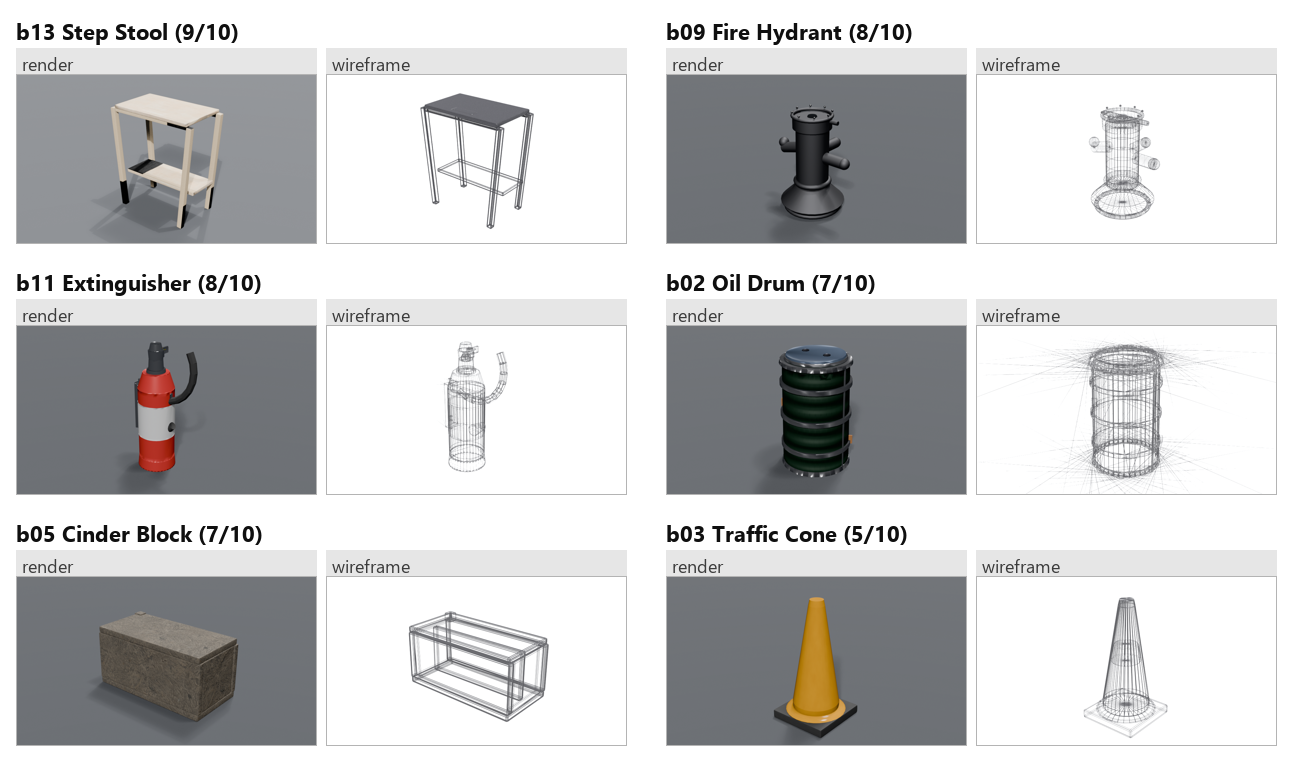 b13 Step Stool (9/10)
render
wireframe
b09 Fire Hydrant (8/10)
render
wireframe
b11 Extinguisher (8/10)
render
wireframe
b02 Oil Drum (7/10)
render
wireframe
b05 Cinder Block (7/10)
render
wireframe
b03 Traffic Cone (5/10)
render
wireframe